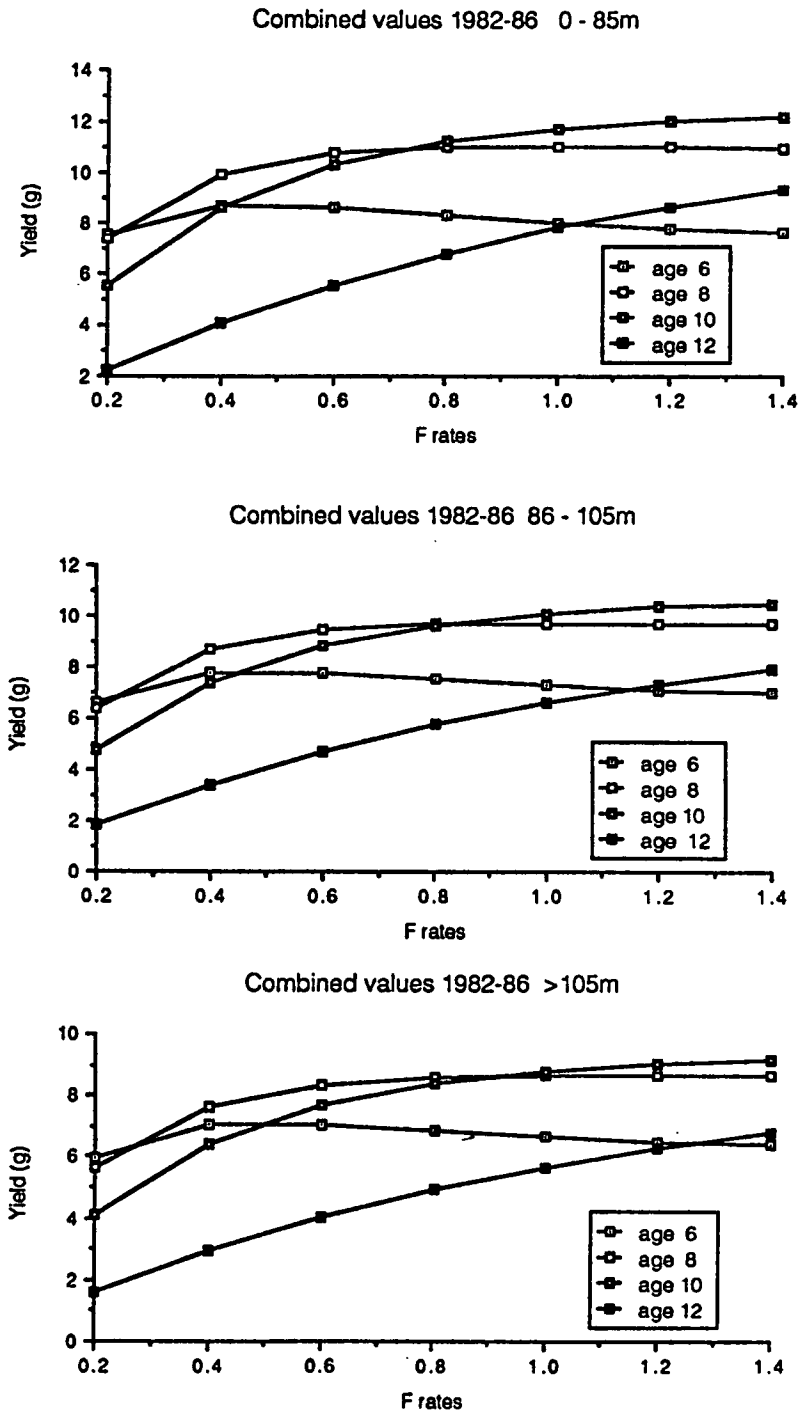 Combined values 1982-86 0 - 85m
14
12
10
8
6
4
2
Yield (g)
age 6
age 8
age 10
age 12
0.2 0.4 0.6 0.8 1.0 1.2 1.4
F rates
Combined values 1982-86 86 - 105m
12
10
8
6
4
2
0
Yield (g)
age 6
age 8
age 10
age 12
0.2 0.4 0.6 0.8 1.0 1.2 1.4
F rates
Combined values 1982-86 >105m
10
8
6
4
2
0
Yield (g)
age 6
age 8
age 10
age 12
0.2 0.4 0.6 0.8 1.0 1.2 1.4
F rates